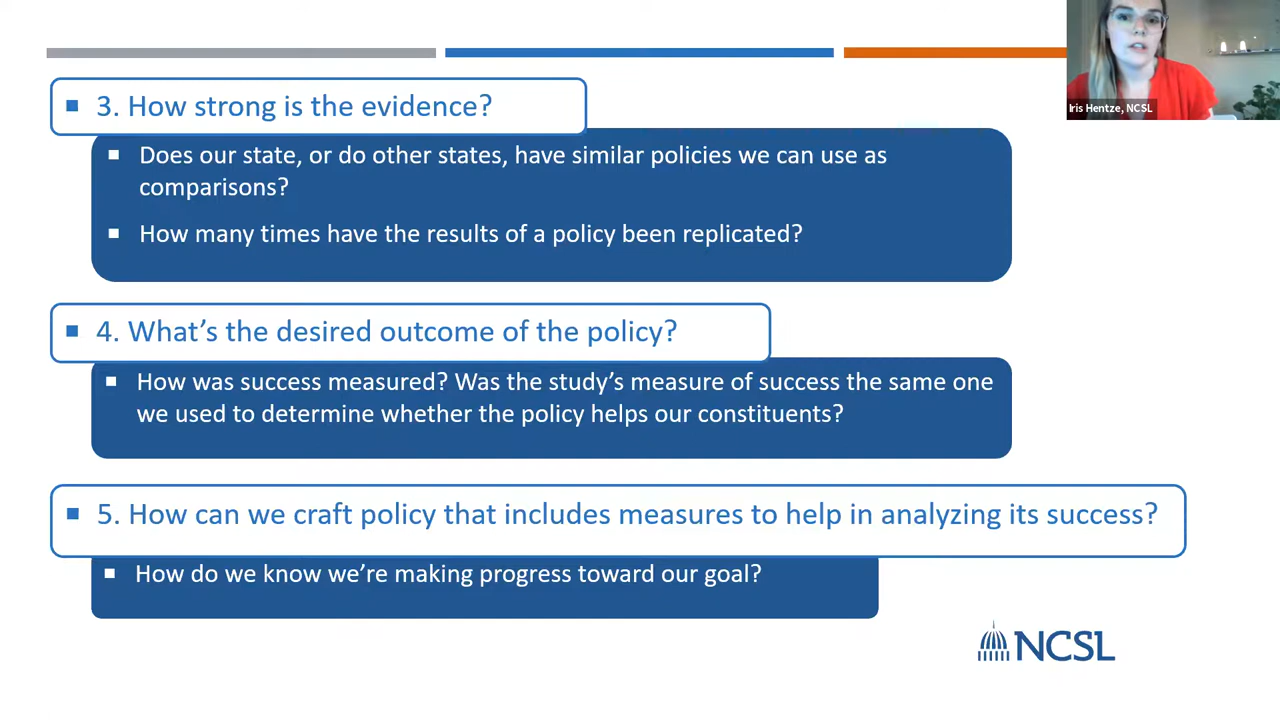 Iris Hentze, NCSL
3. How strong is the evidence?
Does our state, or do other states, have similar policies we can use as
comparisons?
How many times have the results of a policy been replicated?
4. What’s the desired outcome of the policy?
How was success measured? Was the study’s measure of success the same one
we used to determine whether the policy helps our constituents?
5. How can we craft policy that includes measures to help in analyzing its success?
How do we know we’re making progress toward our goal?
NCSL